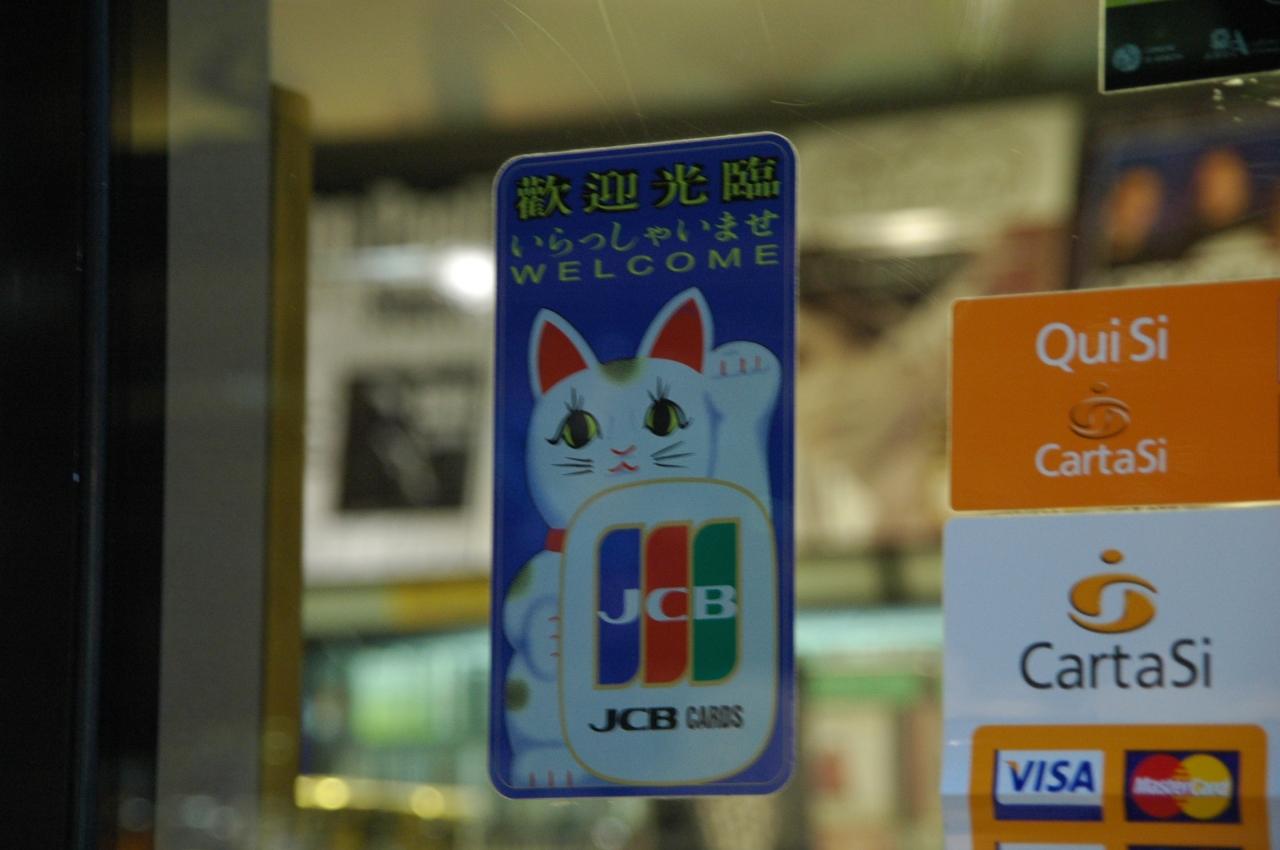 歡迎光臨
いらっしゃいませ
WELCOME
JCB
JCB CARDS
Qui Si
CartaSi
CartaSi
VISA
MasterCard